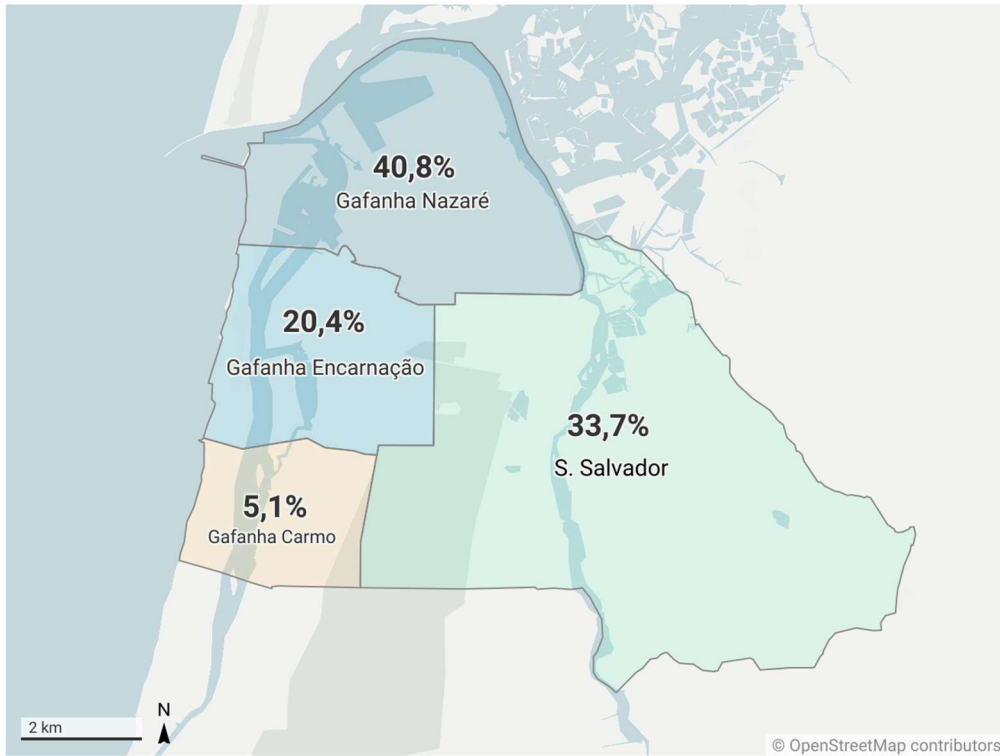 40,8%
Gafanha Nazaré
20,4%
Gafanha Encarnação
33,7%
S. Salvador
5,1%
Gafanha Carmo
2 km
N
© OpenStreetMap contributors